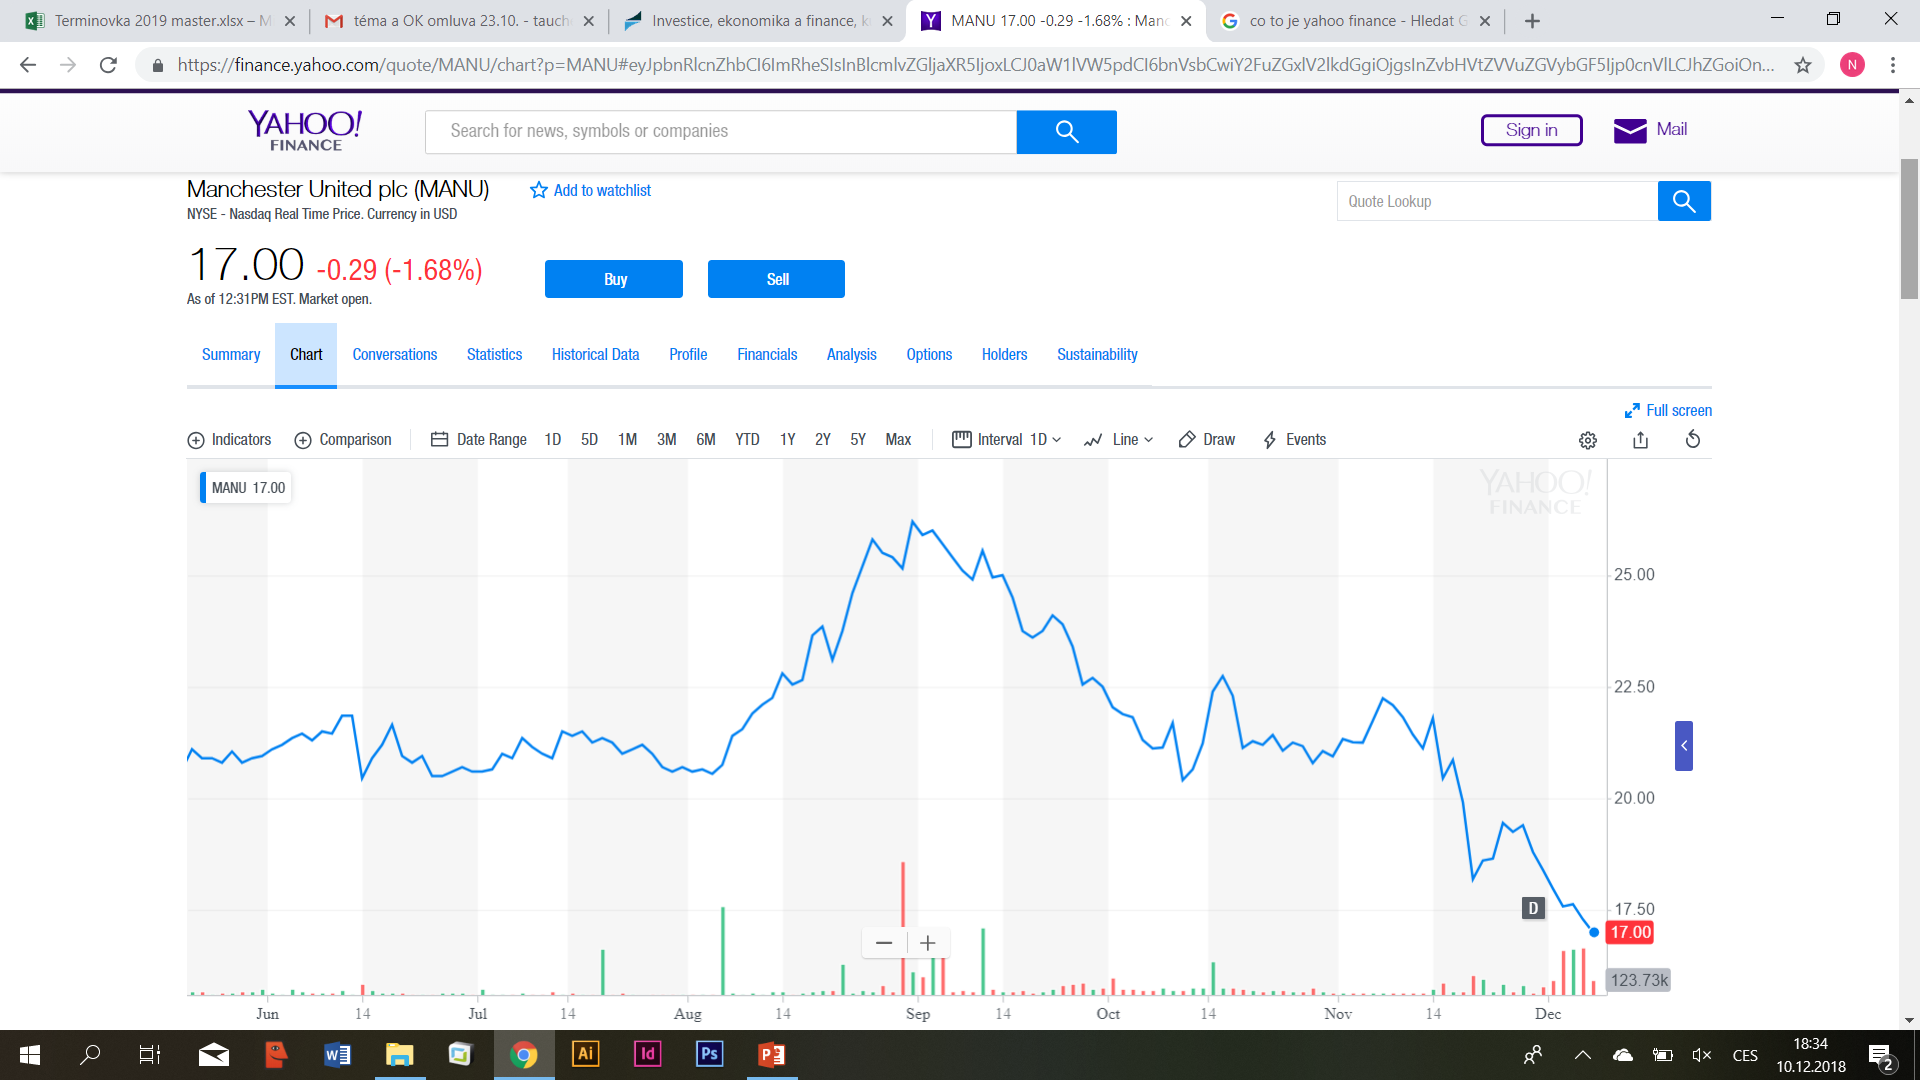 Terminovka 2019 master.xlsx – M
téma a OK omluva 23.10. - tauch
Investice, ekonomika a finance, k
MANU 17.00 -0.29 -1.68% : Manc
co to je yahoo finance - Hledat G
https://finance.yahoo.com/quote/MANU/chart?p=MANU#eyJpbnRlcnZhbCI6ImRheSIsInBlcmlvZGljaXR5IjoxLCJ0aW1lVW5pdCI6bnVsbCwiY2FuZGxlV2lkdGgiOjgsInZvbHVtZVVuZGVybGF5Ijp0cnVlLCJhZGoiOn...
N
YAHOO!
FINANCE
Search for news, symbols or companies
Sign in
Mail
Manchester United plc (MANU)
Add to watchlist
NYSE - Nasdaq Real Time Price. Currency in USD
Quote Lookup
17.00 -0.29 (-1.68%)
Buy
Sell
As of 12:31PM EST. Market open.
Summary Chart Conversations Statistics Historical Data Profile Financials Analysis Options Holders Sustainability
Full screen
Indicators Comparison Date Range 1D 5D 1M 3M 6M YTD 1Y 2Y 5Y Max Interval 1D Line Draw Events
MANU 17.00
YAHOO!
FINANCE
25.00
22.50
20.00
17.50
D
17.00
123.73k
Jun 14 Jul 14 Aug 14 Sep 14 Oct 14 Nov 14 Dec
Ai Id Ps
CES
18:34
10.12.2018
2